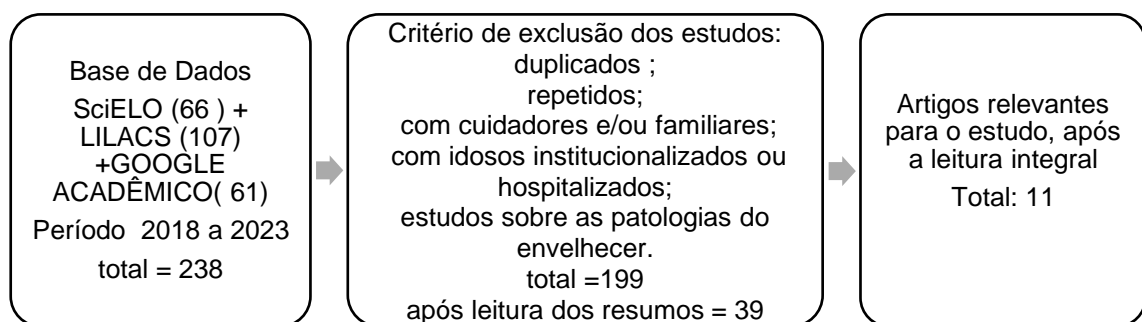 Base de Dados
SciELO (66 ) +
LILACS (107)
+GOOGLE
ACADÊMICO( 61)
Período  2018 a 2023
total = 238
Critério de exclusão dos estudos:
duplicados ;
repetidos;
com cuidadores e/ou familiares;
com idosos institucionalizados ou
hospitalizados;
estudos sobre as patologias do
envelhecer.
total =199
após leitura dos resumos = 39
Artigos relevantes
para o estudo, após
a leitura integral
Total: 11